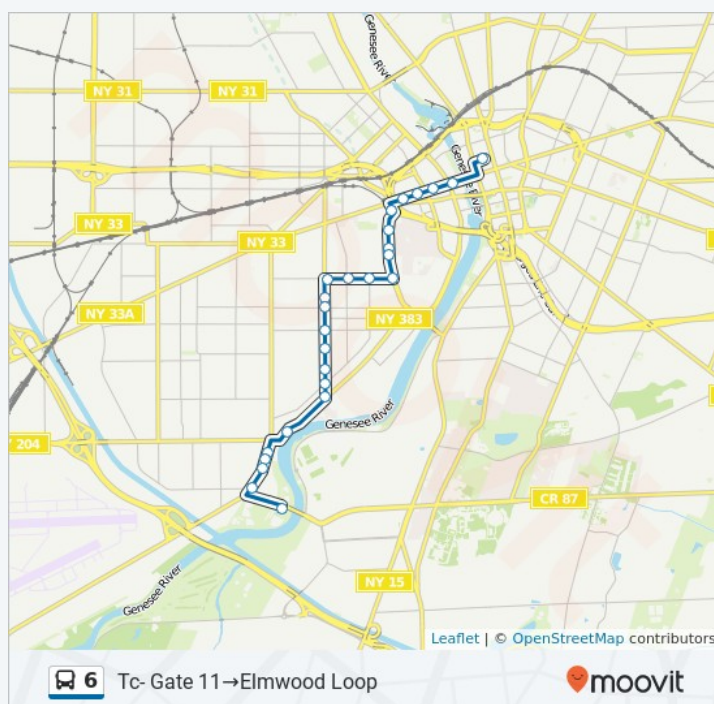 Genesee River
NY 31
NY 31
Genesee River
NY 33
NY 33
NY 33A
NY 383
Genesee River
204
CR 87
NY 15
Genesee River
Leaflet | © OpenStreetMap contributors
6 Tc- Gate 11→Elmwood Loop
moovit